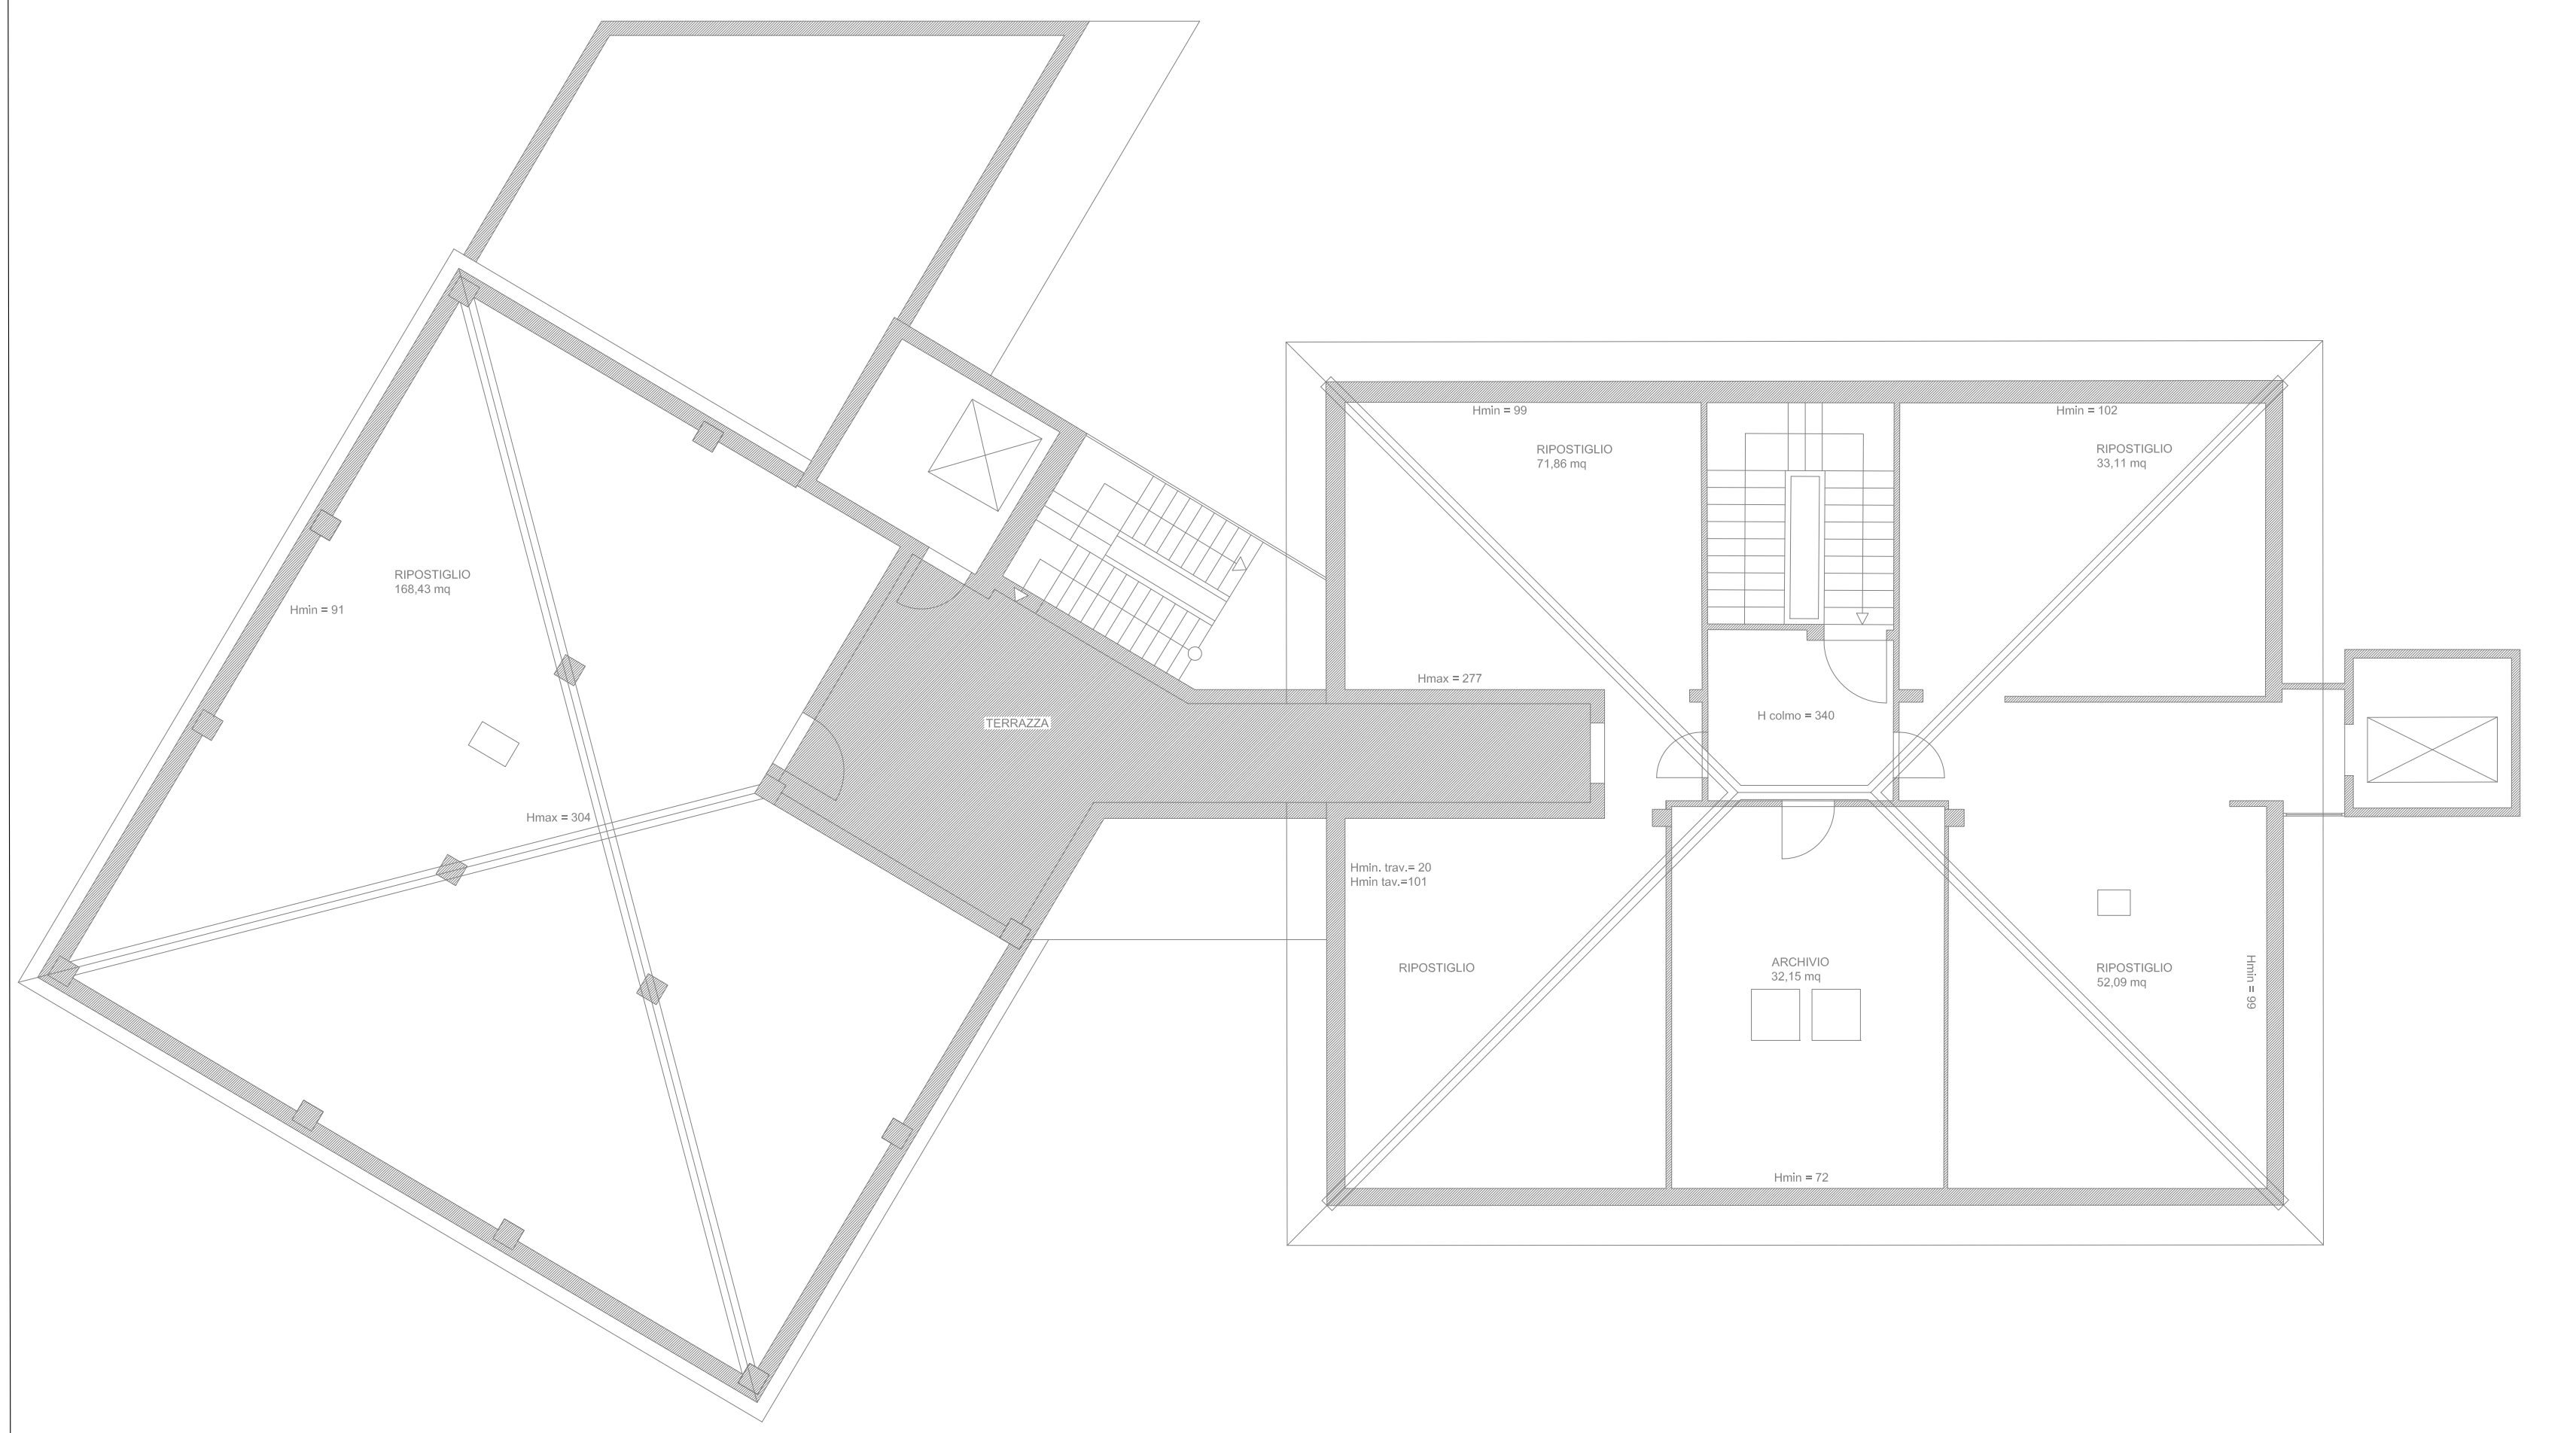 Hmin = 99
Hmin = 102
RIPOSTIGLIO
71,86 mq
RIPOSTIGLIO
33,11 mq
RIPOSTIGLIO
168,43 mq
Hmin = 91
Hmax = 277
H colmo = 340
TERRAZZA
Hmax = 304
Hmin. trav.= 20
Hmin tav.=101
RIPOSTIGLIO
ARCHIVIO
32,15 mq
RIPOSTIGLIO
52,09 mq
Hmin = 99
Hmin = 72